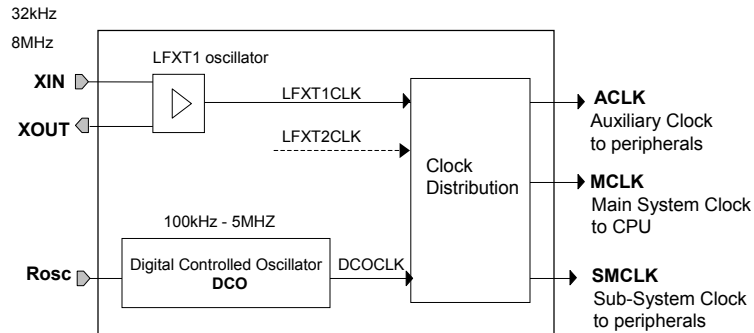 32kHz
8MHz
LFXT1 oscillator
XIN
XOUT
LFXT1CLK
LFXT2CLK
Clock
Distribution
ACLK
Auxiliary Clock
to peripherals
MCLK
Main System Clock
to CPU
100kHz - 5MHZ
Rosc
Digital Controlled Oscillator
DCO
DCOCLK
SMCLK
Sub-System Clock
to peripherals